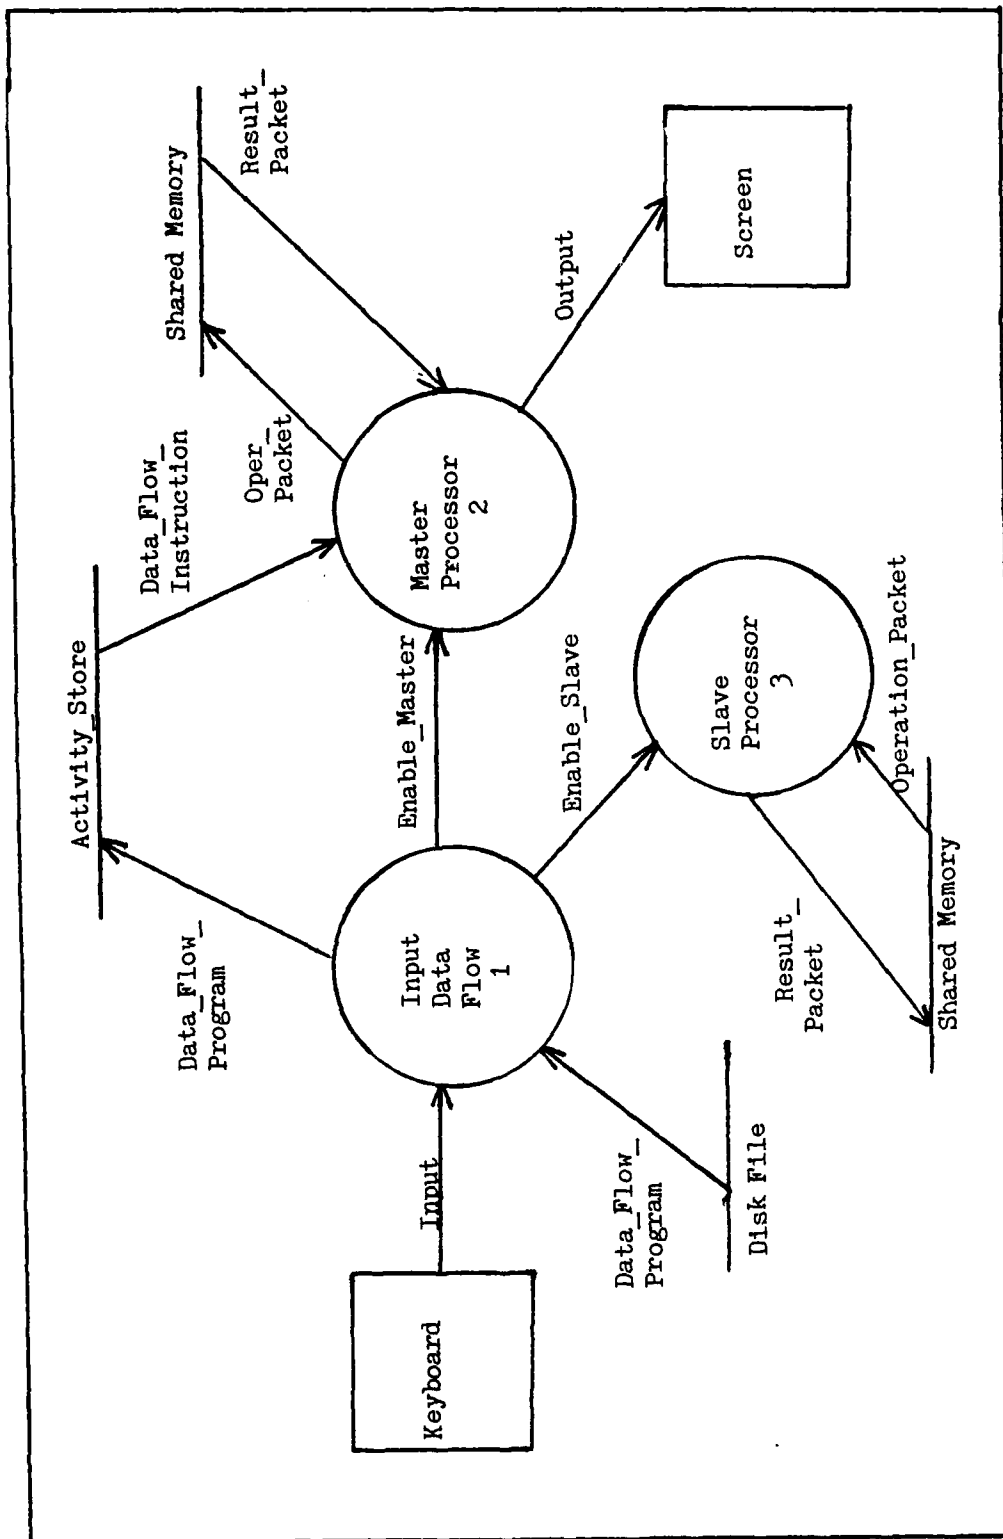 Keyboard
Input
Data_Flow_
Program
Disk File
Input
Data
Flow
1
Data_Flow_
Program
Activity_Store
Enable_Master
Enable_Slave
Data_Flow_
Instruction
Master
Processor
2
Oper_
Packet
Shared Memory
Result_
Packet
Output
Screen
Slave
Processor
3
Result_
Packet
Operation_Packet
Shared Memory